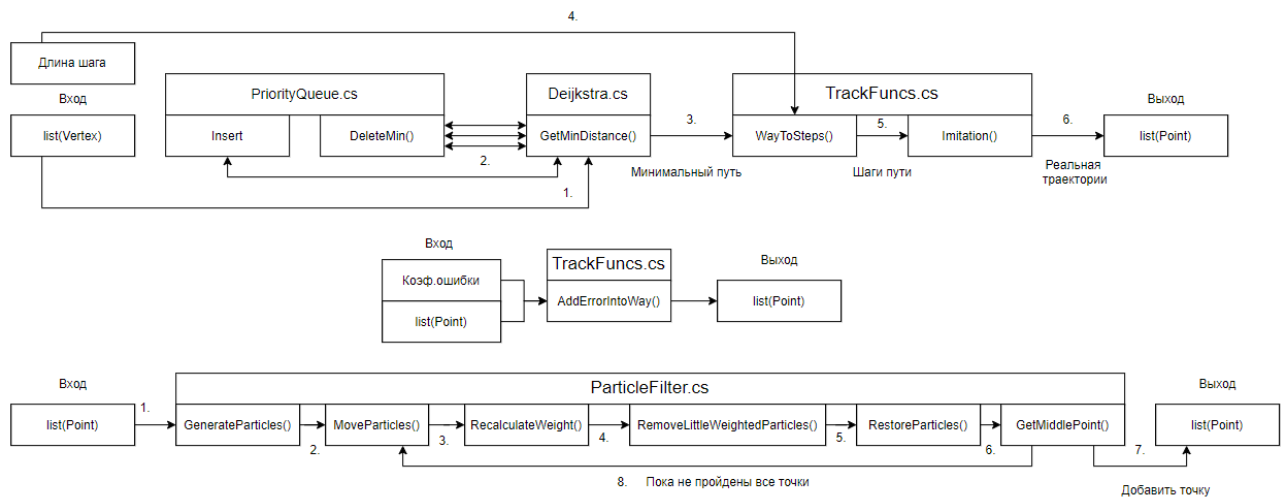 4.
Длина шага
Вход
PriorityQueue.cs
Deijkstra.cs
TrackFuncs.cs
Выход
list(Vertex)
Insert
DeleteMin()
GetMinDistance()
3.
WayToSteps()
5.
Imitation()
6.
list(Point)
2.
Минимальный путь
Шаги пути
Реальная
траектории
1.
Вход
TrackFuncs.cs
Выход
Коэф.ошибки
AddErrorIntoWay()
list(Point)
list(Point)
Вход
ParticleFilter.cs
Выход
list(Point)
1.
GenerateParticles()
2.
MoveParticles()
3.
RecalculateWeight()
4.
RemoveLittleWeightedParticles()
5.
RestoreParticles()
6.
GetMiddlePoint()
7.
list(Point)
8. Пока не пройдены все точки
Добавить точку